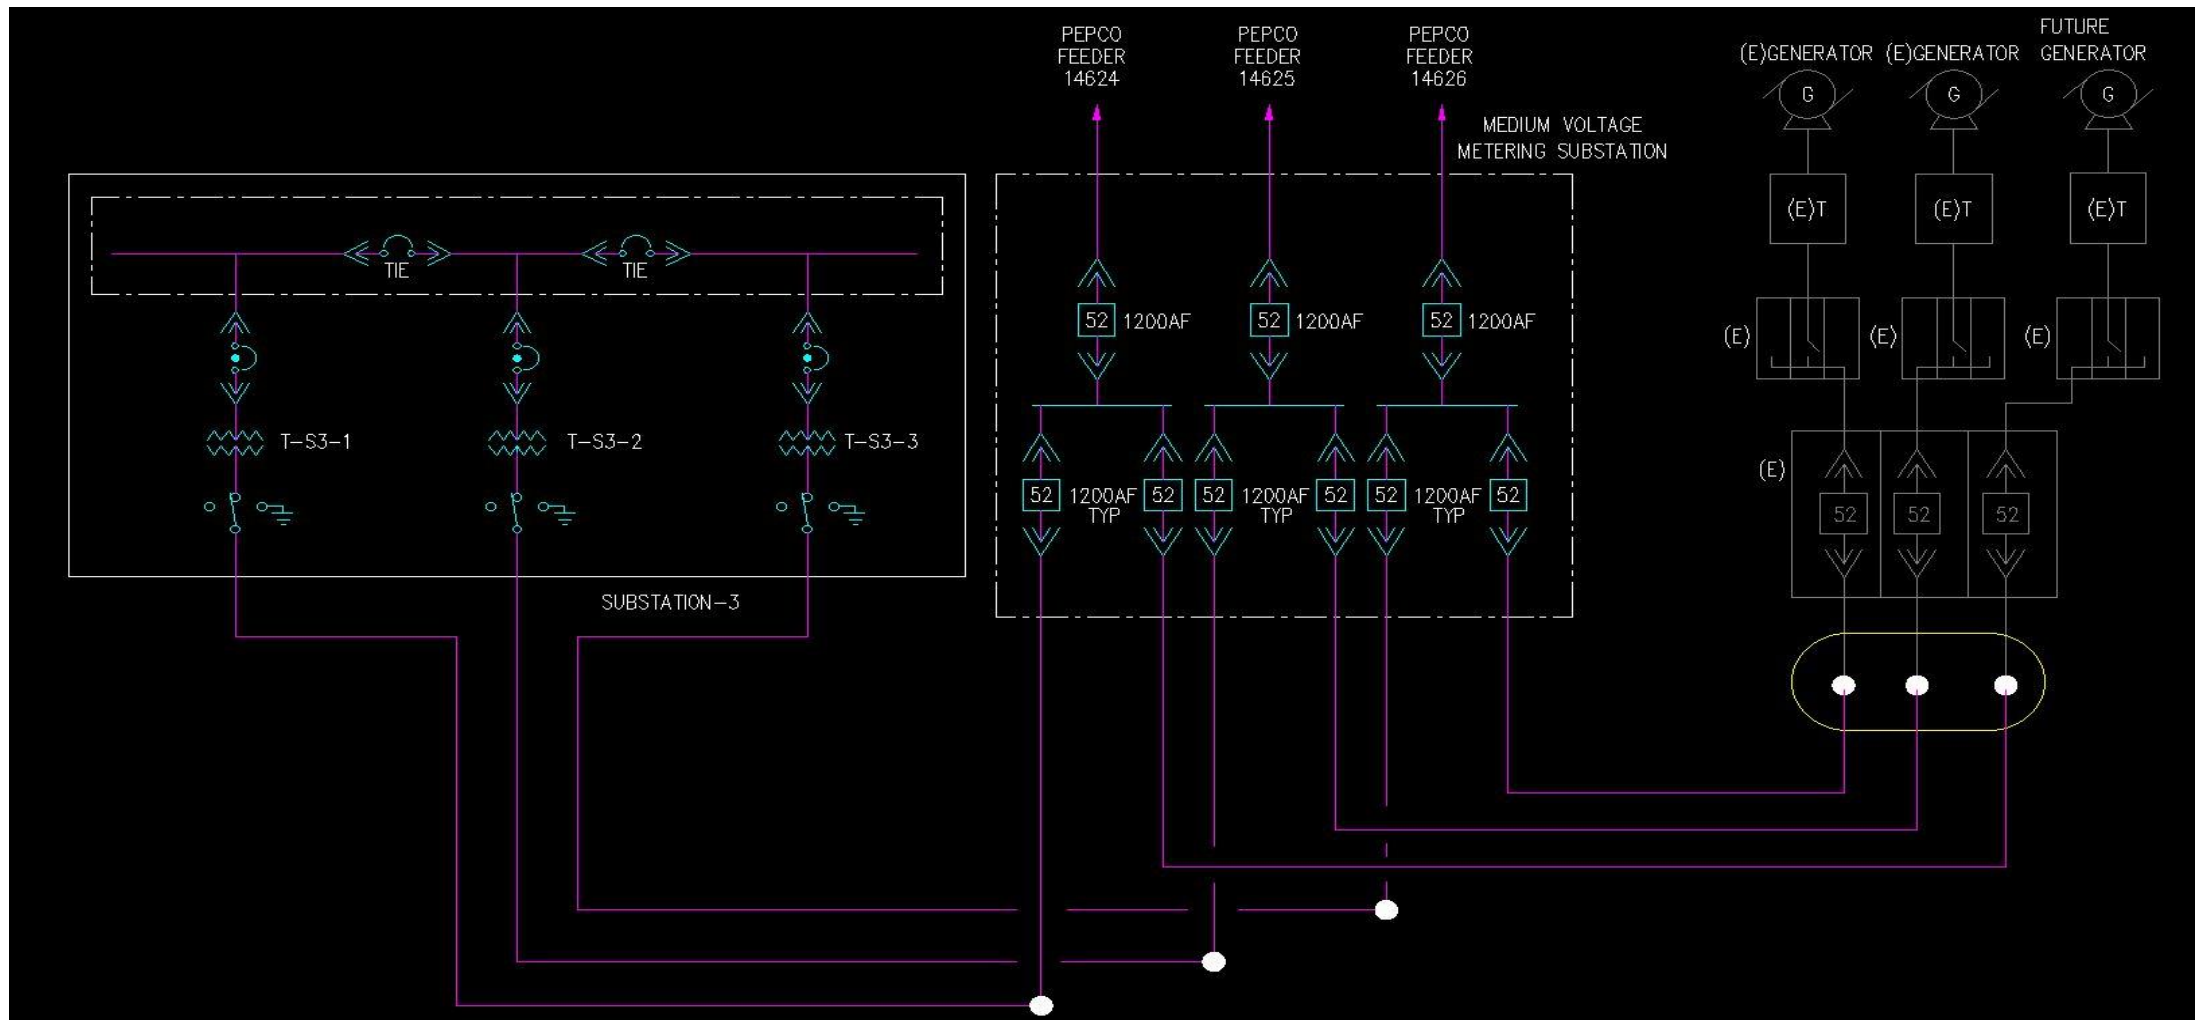 PEPCO
FEEDER
14624
PEPCO
FEEDER
14625
PEPCO
FEEDER
14626
(E)GENERATOR
(E)GENERATOR
FUTURE
GENERATOR
G
G
G
MEDIUM VOLTAGE
METERING SUBSTATION
(E)T
(E)T
(E)T
TIE
TIE
52
1200AF
52
1200AF
52
1200AF
(E)
(E)
(E)
T-S3-1
T-S3-2
T-S3-3
(E)
52
1200AF
TYP
52
52
1200AF
TYP
52
52
1200AF
TYP
52
52
52
52
SUBSTATION-3